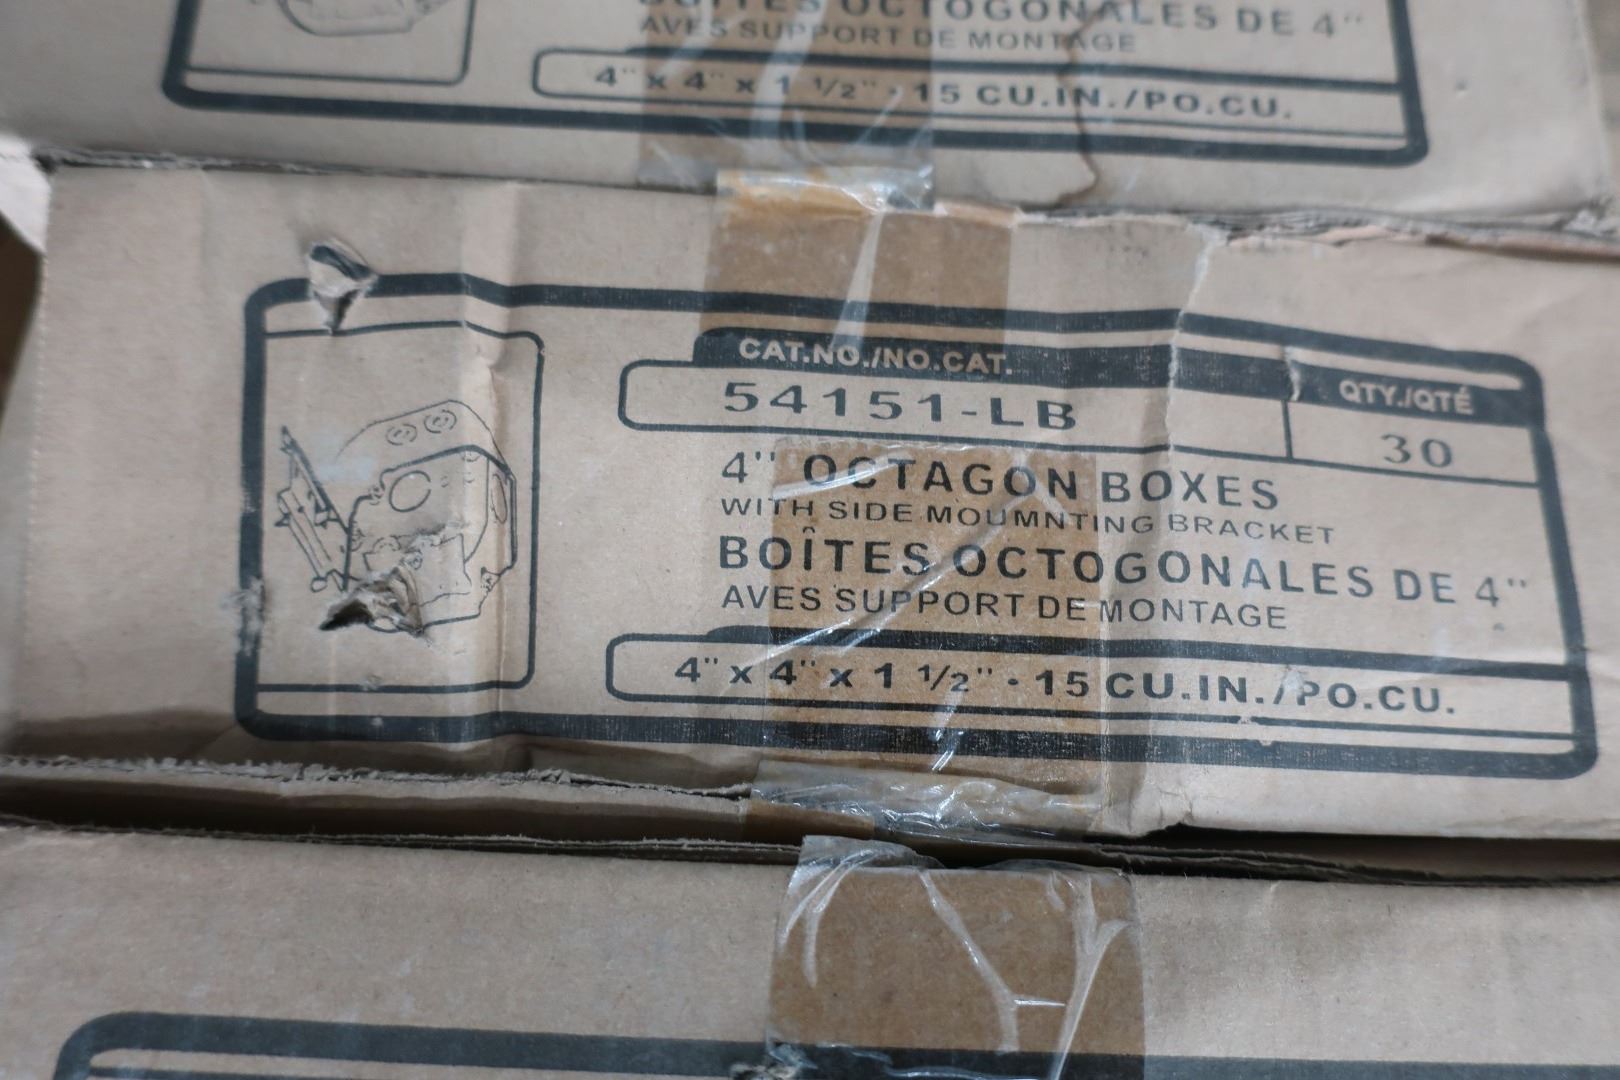 BOÎTES OCTOGONALES DE 4"
AVES SUPPORT DE MONTAGE
4" x 4" x 1 1/2" - 15 CU.IN./PO.CU.
CAT.NO./NO.CAT.
QTY./QTÉ
54151-LB
30
4" OCTAGON BOXES
WITH SIDE MOUMNTING BRACKET
BOÎTES OCTOGONALES DE 4"
AVES SUPPORT DE MONTAGE
4" x 4" x 1 1/2" - 15 CU.IN./PO.CU.